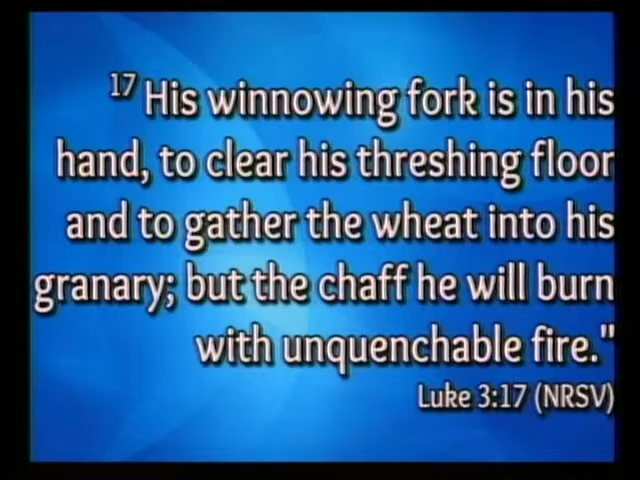 17 His winnowing fork is in his
hand, to clear his threshing floor
and to gather the wheat into his
granary; but the chaff he will burn
with unquenchable fire."
Luke 3:17 (NRSV)